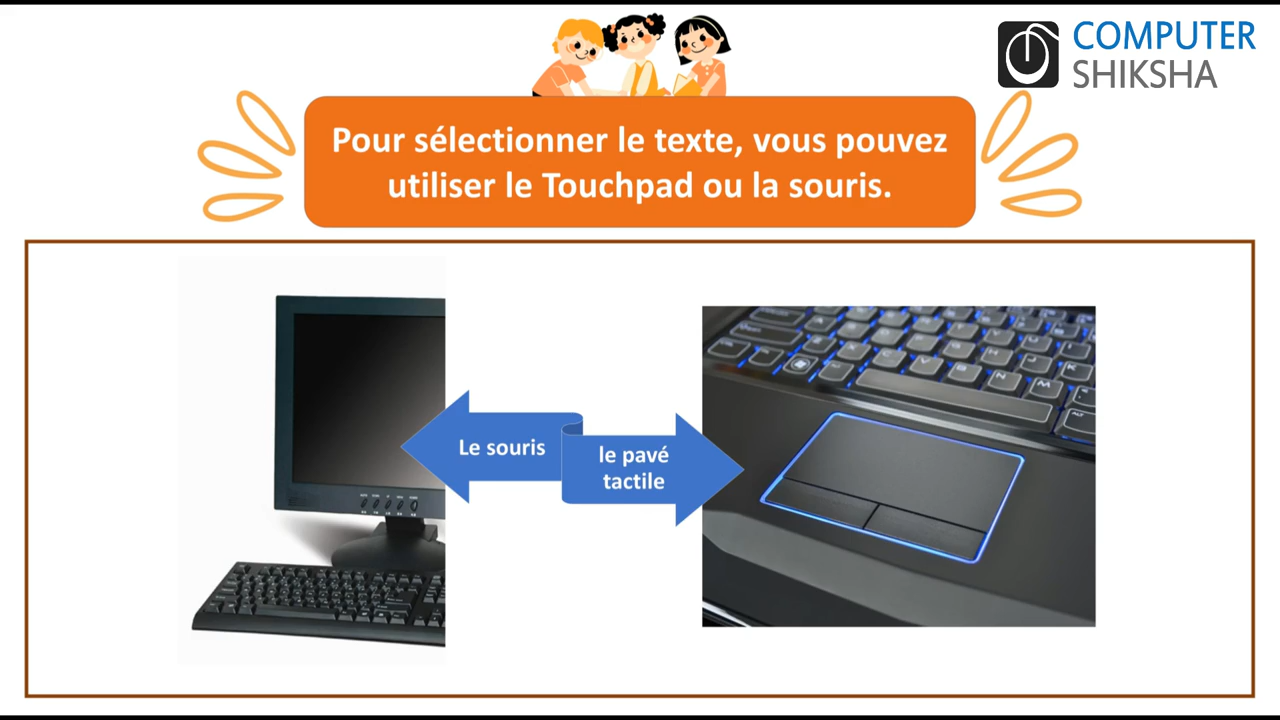 COMPUTER
SHIKSHA
Pour sélectionner le texte, vous pouvez
utiliser le Touchpad ou la souris.
Le souris
le pavé
tactile